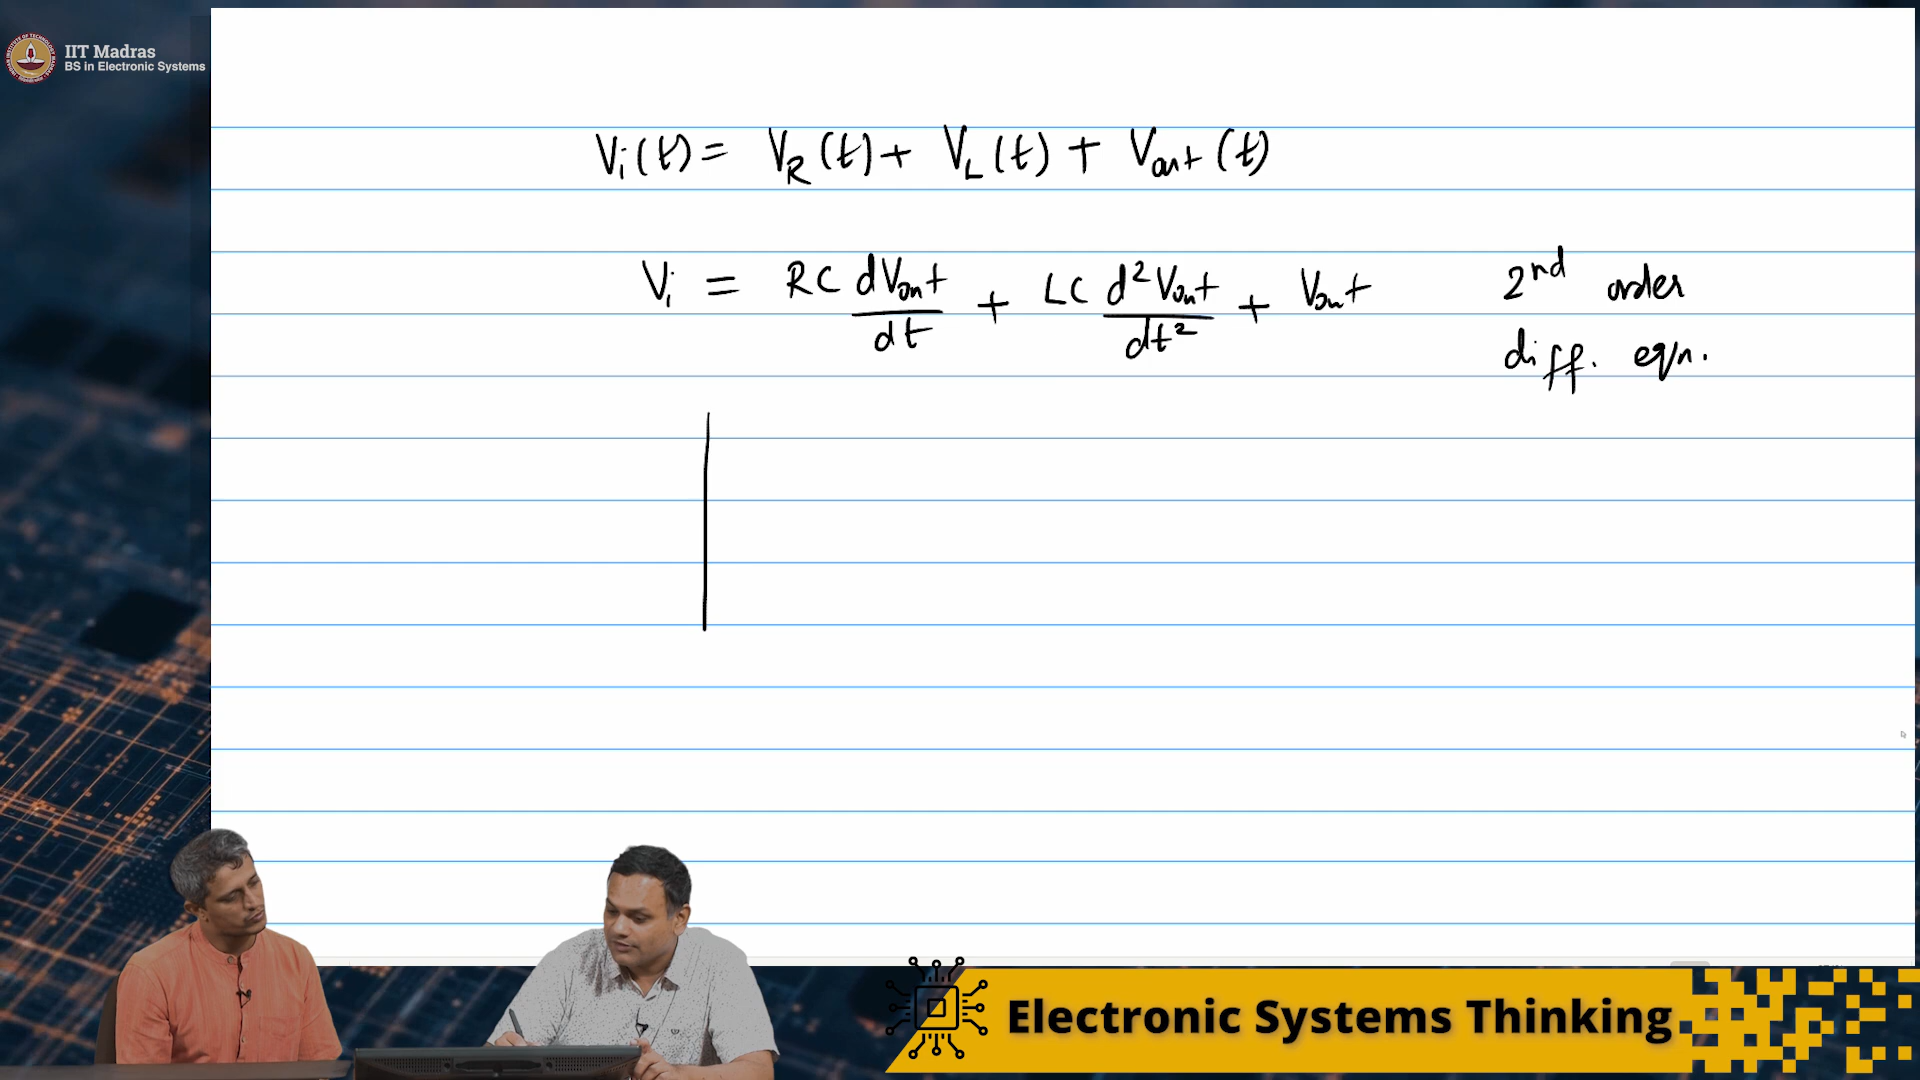 IIT Madras
BS in Electronic Systems
Vi(t) = VR(t) + VL(t) + Vout(t)
Vi = RC dVout/dt + LC d²Vout/dt² + Vout 2nd order
diff. eqn.
Electronic Systems Thinking